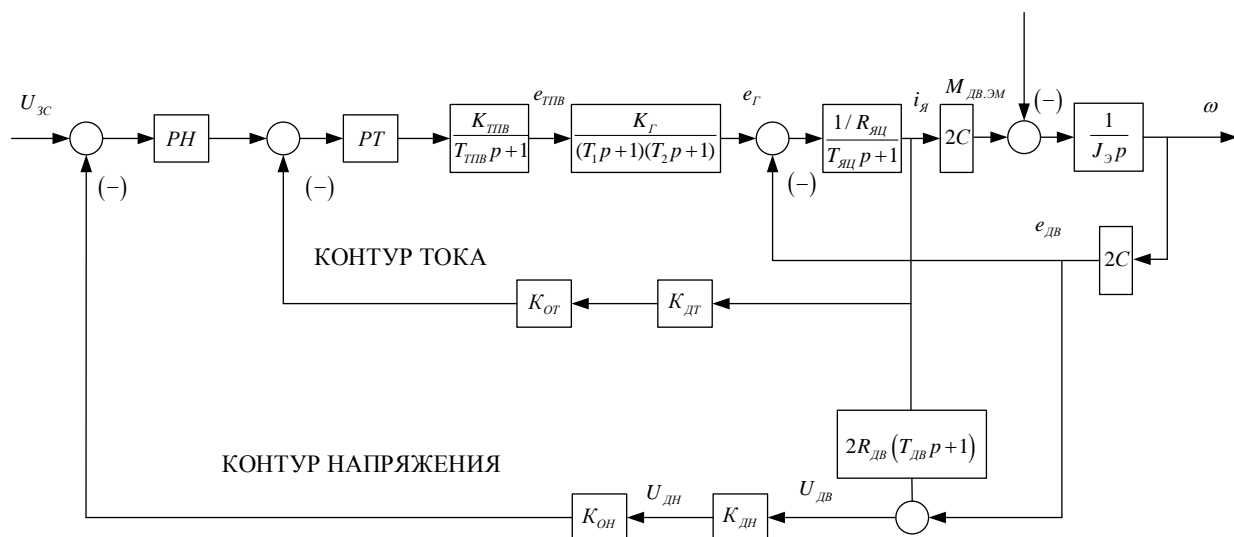 U_ЗС
(−)
РН
(−)
РТ
K_ТПВ / (T_ТПВ p + 1)
e_ТПВ
K_Г / ((T_1 p + 1)(T_2 p + 1))
e_Г
(−)
1 / R_ЯЦ / (T_ЯЦ p + 1)
i_Я
2C
M_ДВ.ЭМ
(−)
1 / (J_Э p)
ω
e_ДВ
2C
КОНТУР ТОКА
K_ОТ
K_ДТ
2R_ДВ (T_ДВ p + 1)
КОНТУР НАПРЯЖЕНИЯ
K_ОН
U_ДН
K_ДН
U_ДВ